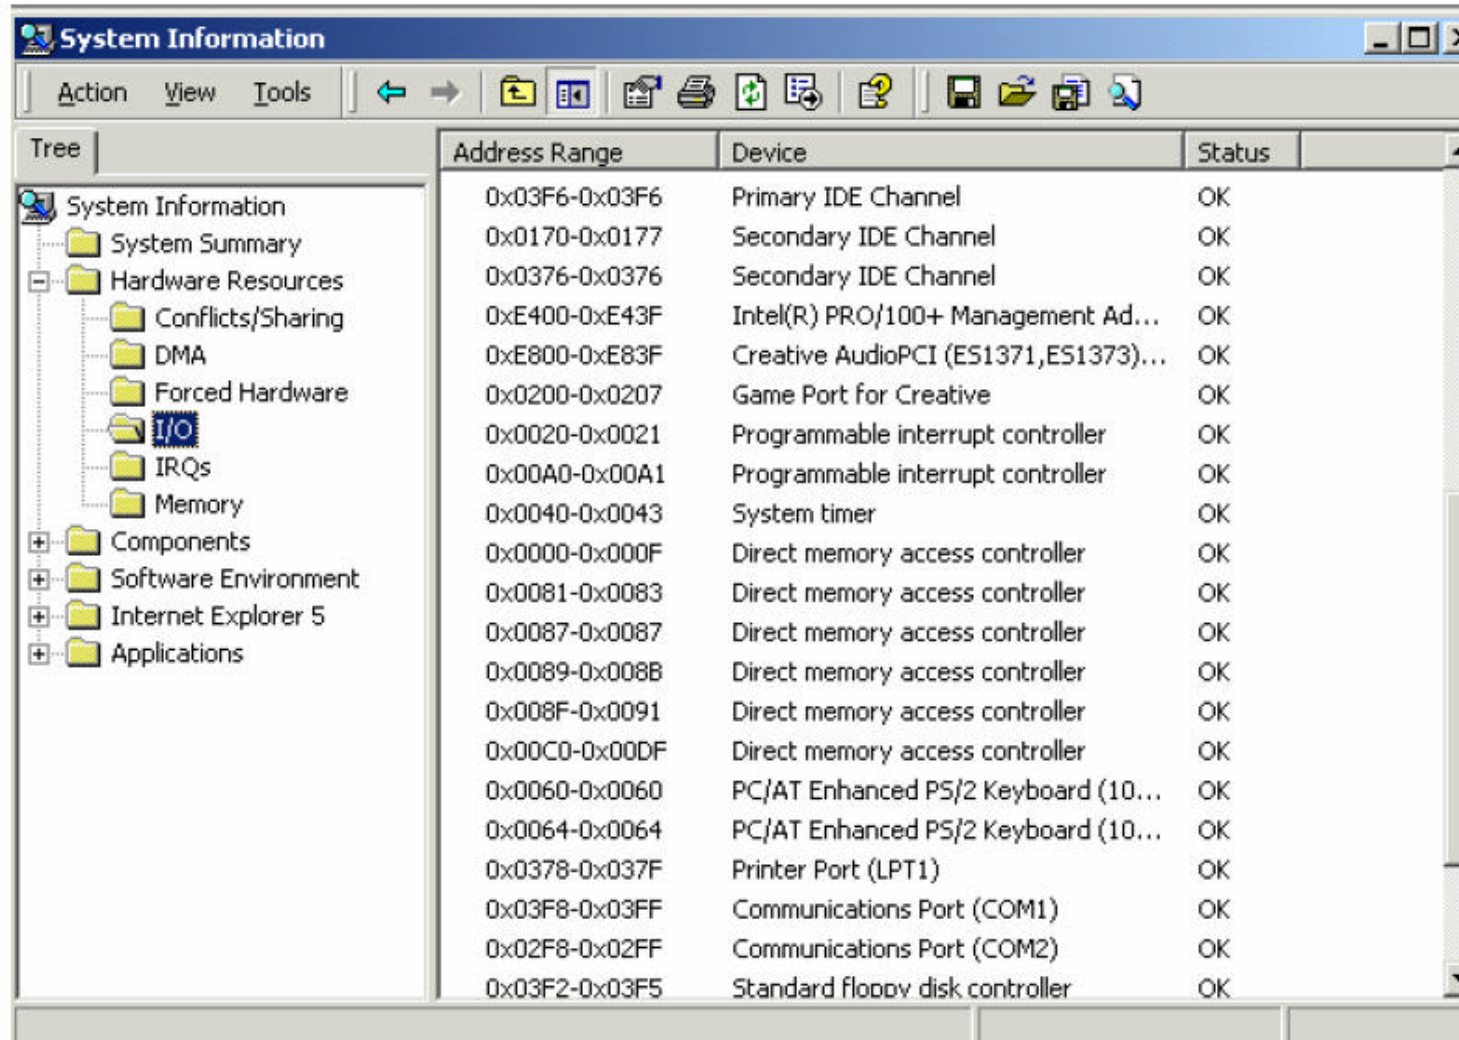 System Information
Action View Tools
Tree
System Information
System Summary
Hardware Resources
Conflicts/Sharing
DMA
Forced Hardware
I/O
IRQs
Memory
Components
Software Environment
Internet Explorer 5
Applications
Address Range Device Status
0x03F6-0x03F6 Primary IDE Channel OK
0x0170-0x0177 Secondary IDE Channel OK
0x0376-0x0376 Secondary IDE Channel OK
0xE400-0xE43F Intel(R) PRO/100+ Management Ad... OK
0xE800-0xE83F Creative AudioPCI (ES1371,ES1373)... OK
0x0200-0x0207 Game Port for Creative OK
0x0020-0x0021 Programmable interrupt controller OK
0x00A0-0x00A1 Programmable interrupt controller OK
0x0040-0x0043 System timer OK
0x0000-0x000F Direct memory access controller OK
0x0081-0x0083 Direct memory access controller OK
0x0087-0x0087 Direct memory access controller OK
0x0089-0x008B Direct memory access controller OK
0x008F-0x0091 Direct memory access controller OK
0x00C0-0x00DF Direct memory access controller OK
0x0060-0x0060 PC/AT Enhanced PS/2 Keyboard (10... OK
0x0064-0x0064 PC/AT Enhanced PS/2 Keyboard (10... OK
0x0378-0x037F Printer Port (LPT1) OK
0x03F8-0x03FF Communications Port (COM1) OK
0x02F8-0x02FF Communications Port (COM2) OK
0x03F2-0x03F5 Standard floppy disk controller OK